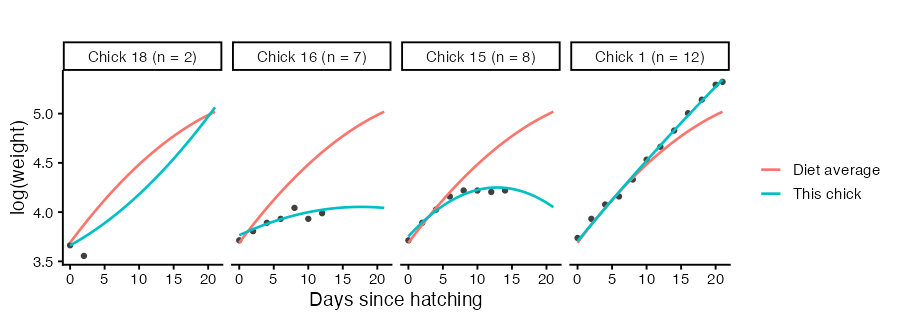 Chick 18 (n = 2)
Chick 16 (n = 7)
Chick 15 (n = 8)
Chick 1 (n = 12)
log(weight)
5.0
4.5
4.0
3.5
0 5 10 15 20
0 5 10 15 20
0 5 10 15 20
0 5 10 15 20
Days since hatching
Diet average
This chick